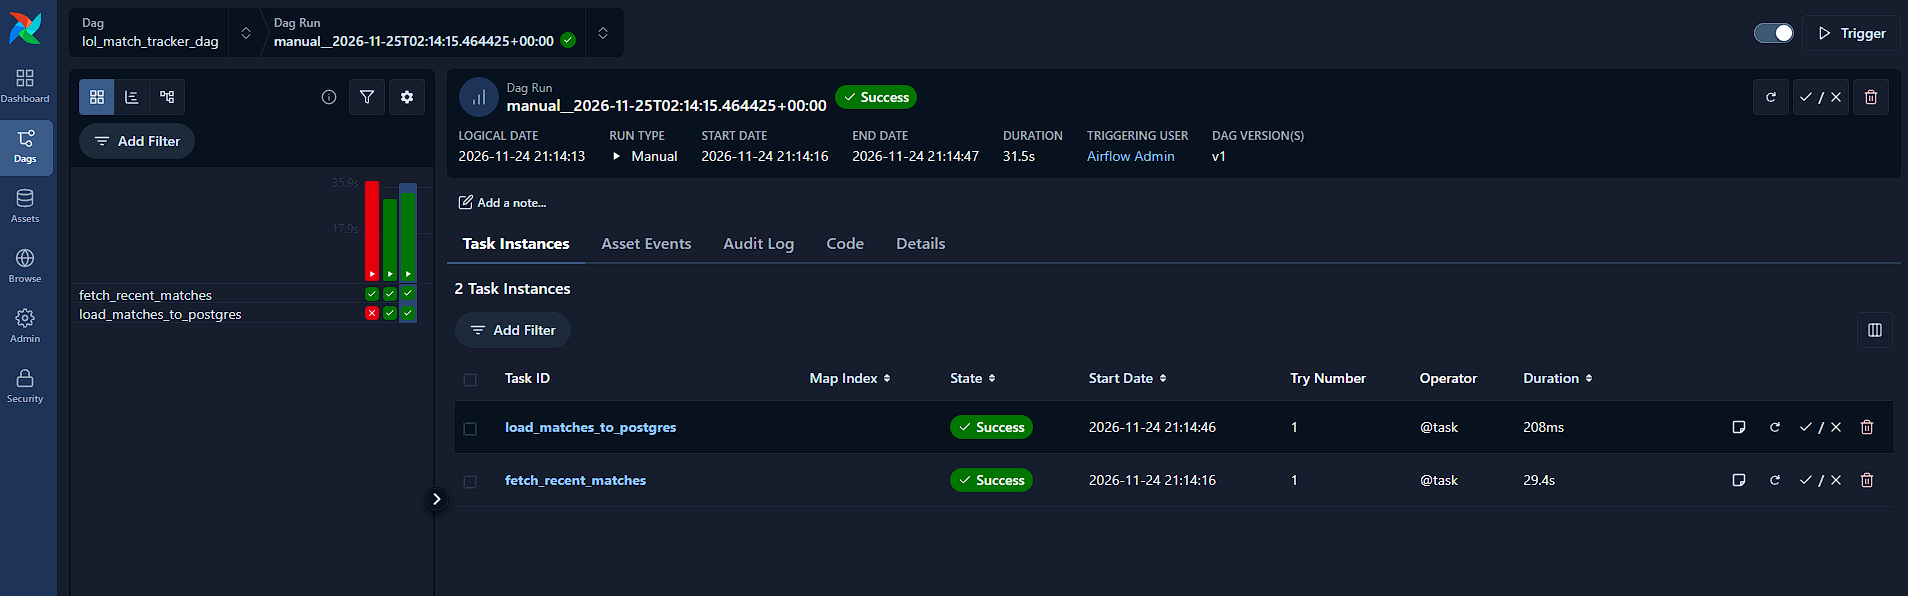 Dag
lol_match_tracker_dag
Dag Run
manual__2026-11-25T02:14:15.464425+00:00
Trigger
Dashboard
Dags
Assets
Browse
Admin
Security
Add Filter
35.9s
17.9s
fetch_recent_matches
load_matches_to_postgres
Dag Run
manual__2026-11-25T02:14:15.464425+00:00 Success
LOGICAL DATE RUN TYPE START DATE END DATE DURATION TRIGGERING USER DAG VERSION(S)
2026-11-24 21:14:13 Manual 2026-11-24 21:14:16 2026-11-24 21:14:47 31.5s Airflow Admin v1
Add a note...
Task Instances Asset Events Audit Log Code Details
2 Task Instances
Add Filter
Task ID Map Index State Start Date Try Number Operator Duration
load_matches_to_postgres Success 2026-11-24 21:14:46 1 @task 208ms
fetch_recent_matches Success 2026-11-24 21:14:16 1 @task 29.4s